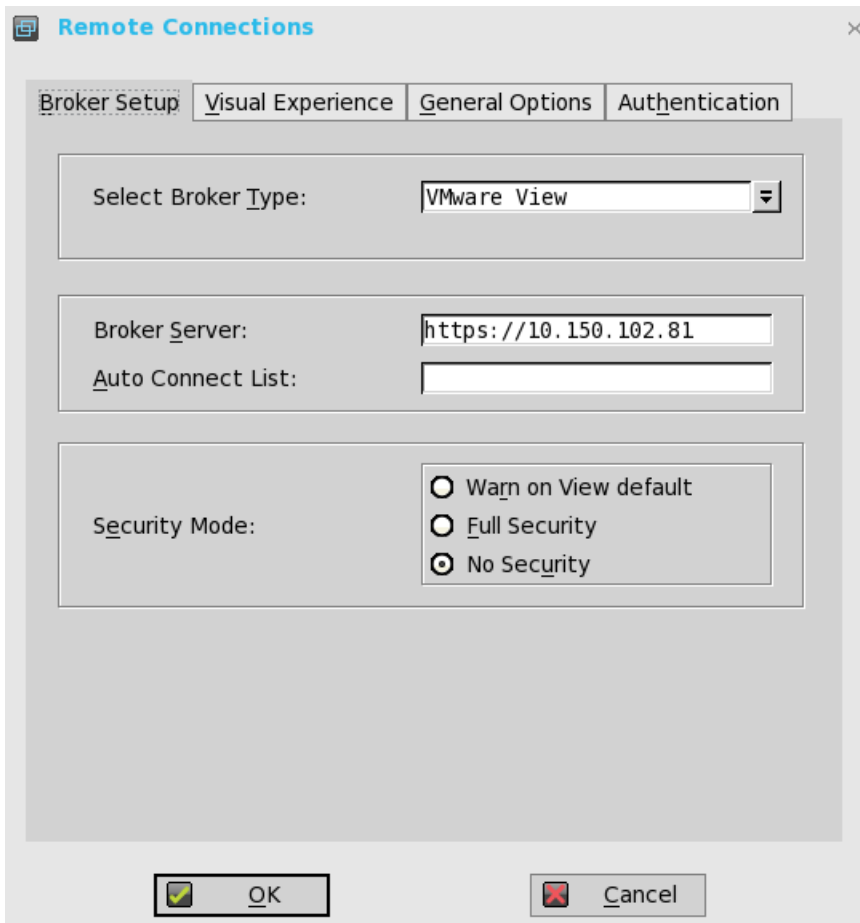 Remote Connections
Broker Setup Visual Experience General Options Authentication
Select Broker Type: VMware View
Broker Server: https://10.150.102.81
Auto Connect List:
Warn on View default
Security Mode: Full Security
No Security
OK Cancel